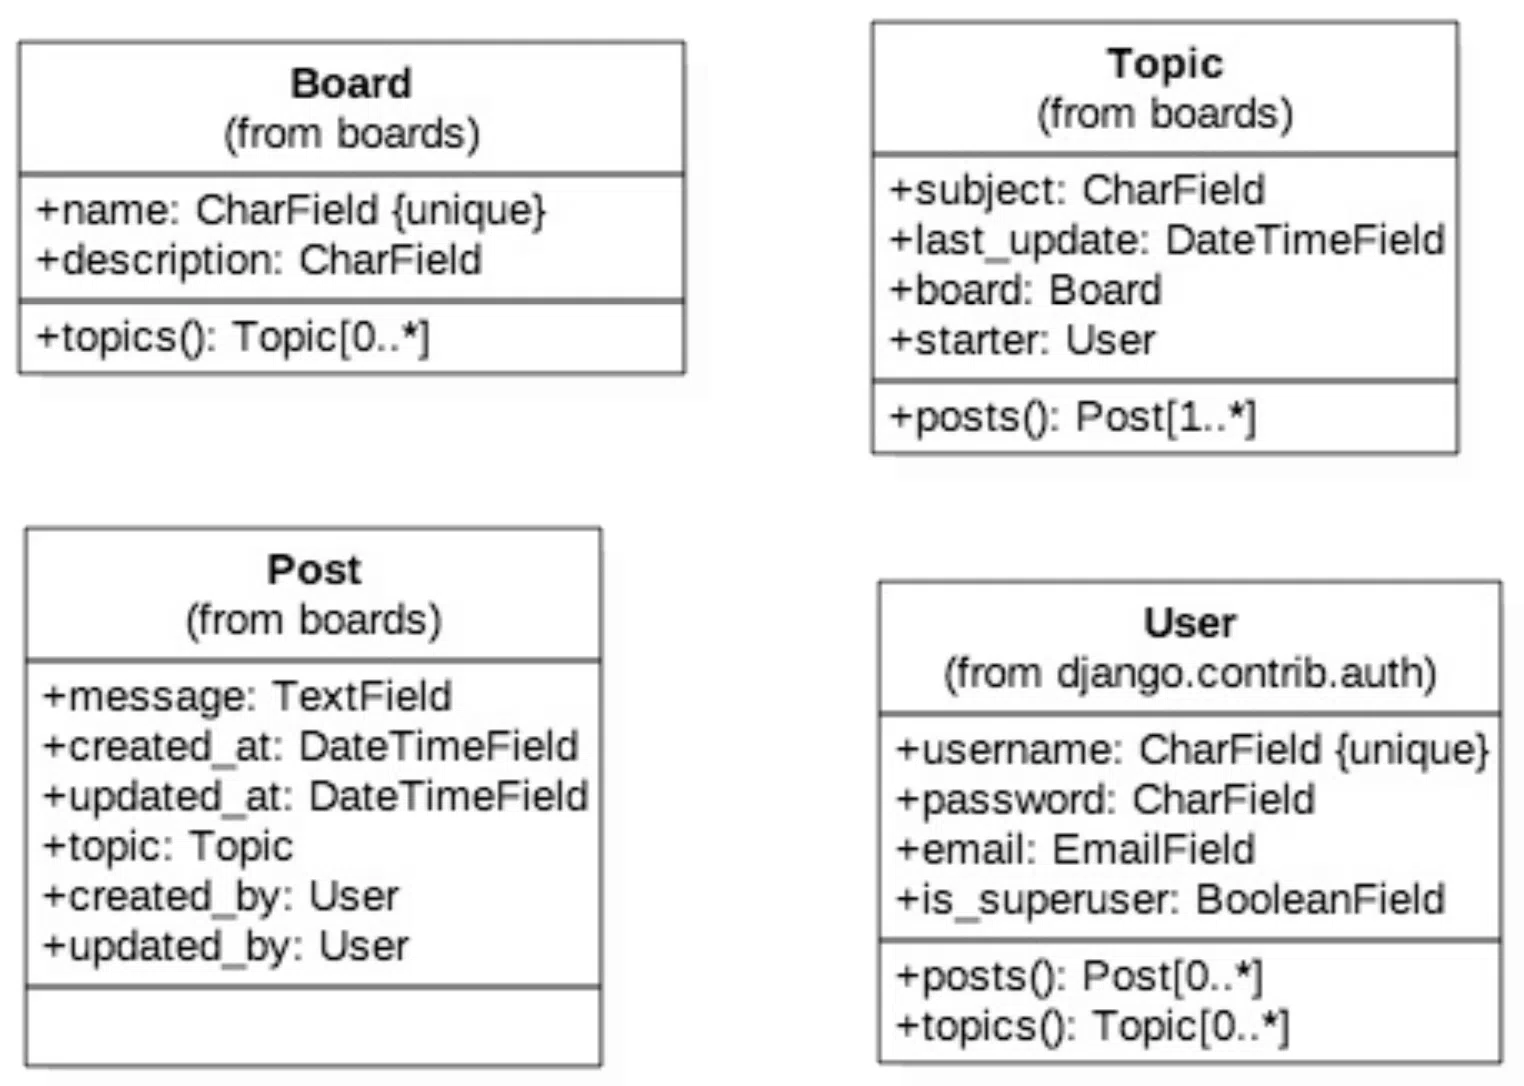 Board
(from boards)
+name: CharField {unique}
+description: CharField
+topics(): Topic[0..*]
Topic
(from boards)
+subject: CharField
+last_update: DateTimeField
+board: Board
+starter: User
+posts(): Post[1..*]
Post
(from boards)
+message: TextField
+created_at: DateTimeField
+updated_at: DateTimeField
+topic: Topic
+created_by: User
+updated_by: User
User
(from django.contrib.auth)
+username: CharField {unique}
+password: CharField
+email: EmailField
+is_superuser: BooleanField
+posts(): Post[0..*]
+topics(): Topic[0..*]